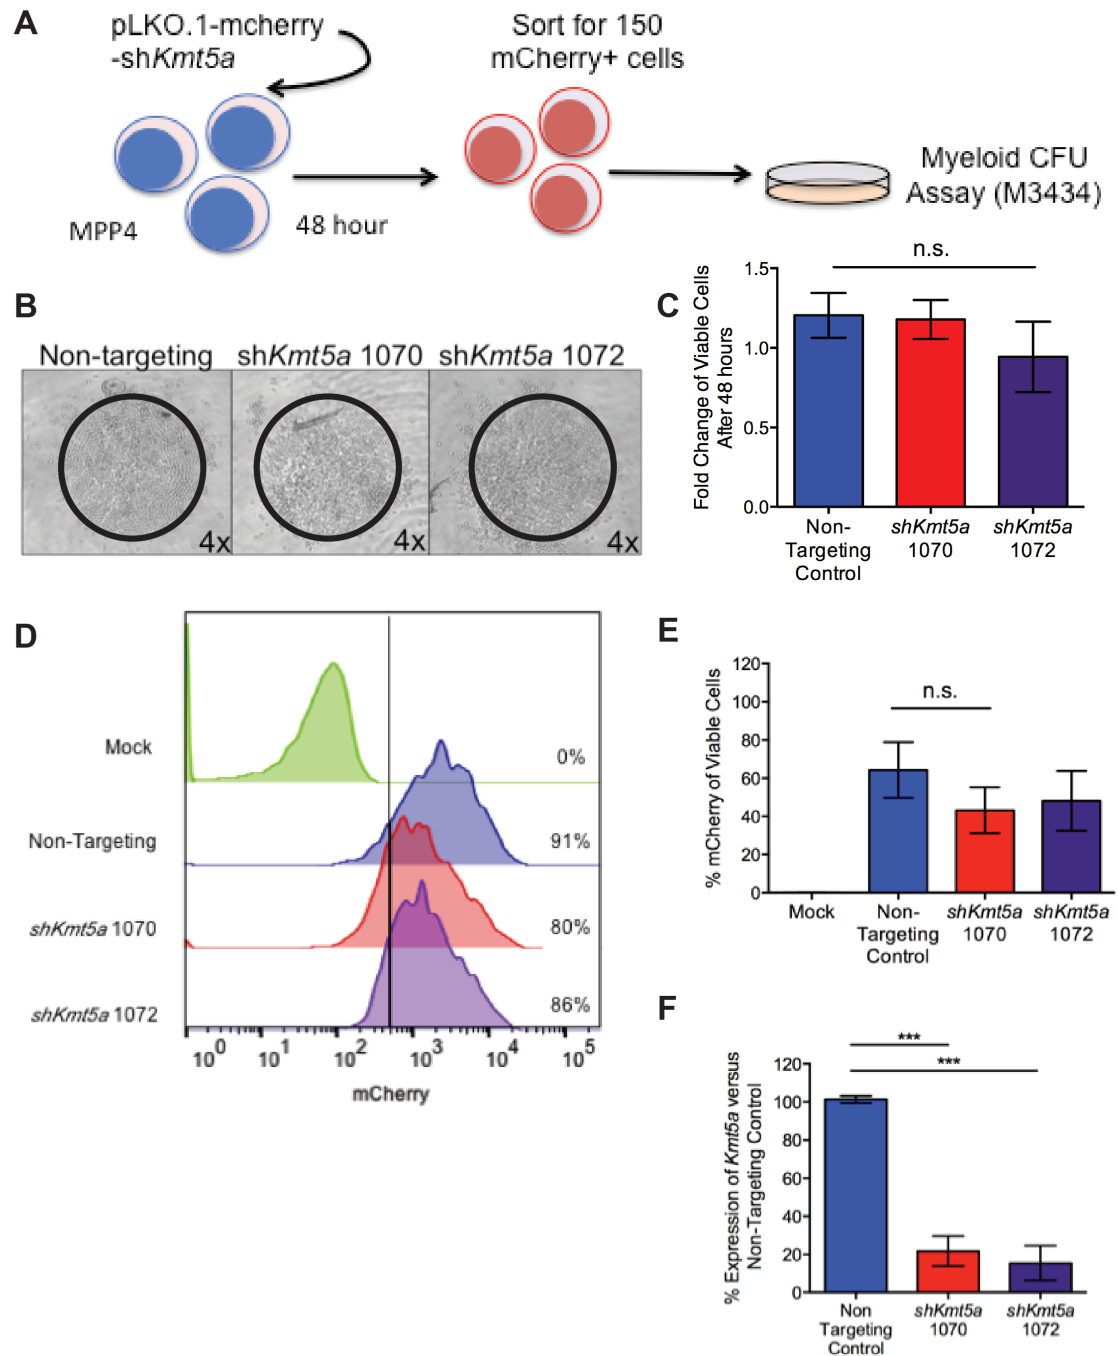 A
pLKO.1-mcherry
-shKmt5a
Sort for 150
mCherry+ cells
MPP4
48 hour
Myeloid CFU
Assay (M3434)
B
Non-targeting
shKmt5a 1070
shKmt5a 1072
4x
4x
4x
C
Fold Change of Viable Cells
After 48 hours
n.s.
1.5
1.0
0.5
0.0
Non-
Targeting
Control
shKmt5a
1070
shKmt5a
1072
D
Mock
0%
Non-Targeting
91%
shKmt5a 1070
80%
shKmt5a 1072
86%
10^0 10^1 10^2 10^3 10^4 10^5
mCherry
E
% mCherry of Viable Cells
n.s.
120
100
80
60
40
20
0
Mock
Non-
Targeting
Control
shKmt5a
1070
shKmt5a
1072
F
% Expression of Kmt5a versus
Non-Targeting Control
***
***
120
100
80
60
40
20
0
Non
Targeting
Control
shKmt5a
1070
shKmt5a
1072